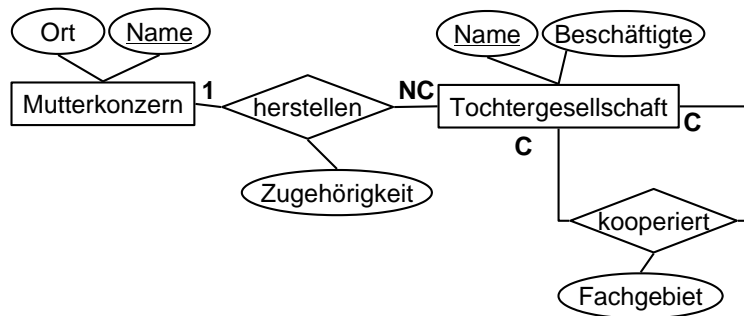 Ort
Name
Name
Beschäftigte
Mutterkonzern
1
herstellen
NC
Tochtergesellschaft
C
C
Zugehörigkeit
kooperiert
Fachgebiet